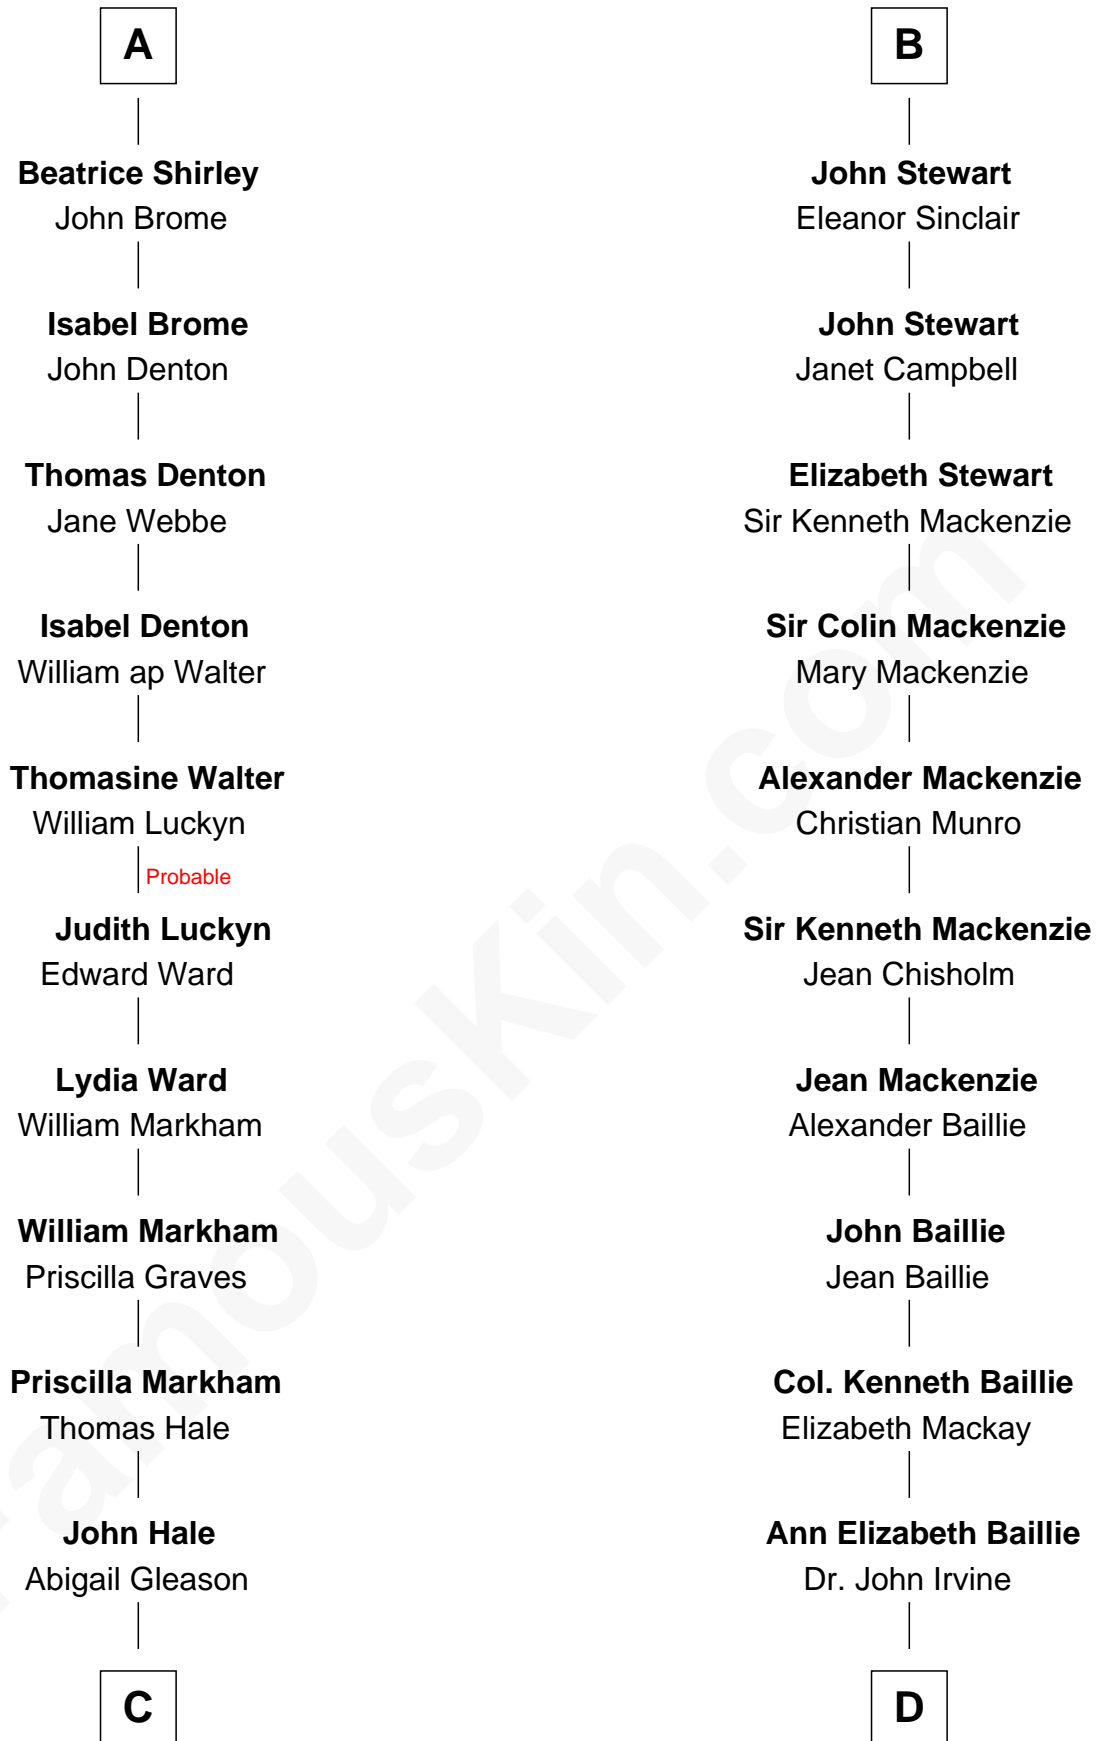 A
Beatrice Shirley
John Brome
Isabel Brome
John Denton
Thomas Denton
Jane Webbe
Isabel Denton
William ap Walter
Thomasine Walter
William Luckyn
Probable
Judith Luckyn
Edward Ward
Lydia Ward
William Markham
William Markham
Priscilla Graves
Priscilla Markham
Thomas Hale
John Hale
Abigail Gleason
C
B
John Stewart
Eleanor Sinclair
John Stewart
Janet Campbell
Elizabeth Stewart
Sir Kenneth Mackenzie
Sir Colin Mackenzie
Mary Mackenzie
Alexander Mackenzie
Christian Munro
Sir Kenneth Mackenzie
Jean Chisholm
Jean Mackenzie
Alexander Baillie
John Baillie
Jean Baillie
Col. Kenneth Baillie
Elizabeth Mackay
Ann Elizabeth Baillie
Dr. John Irvine
D
FamousKin.com